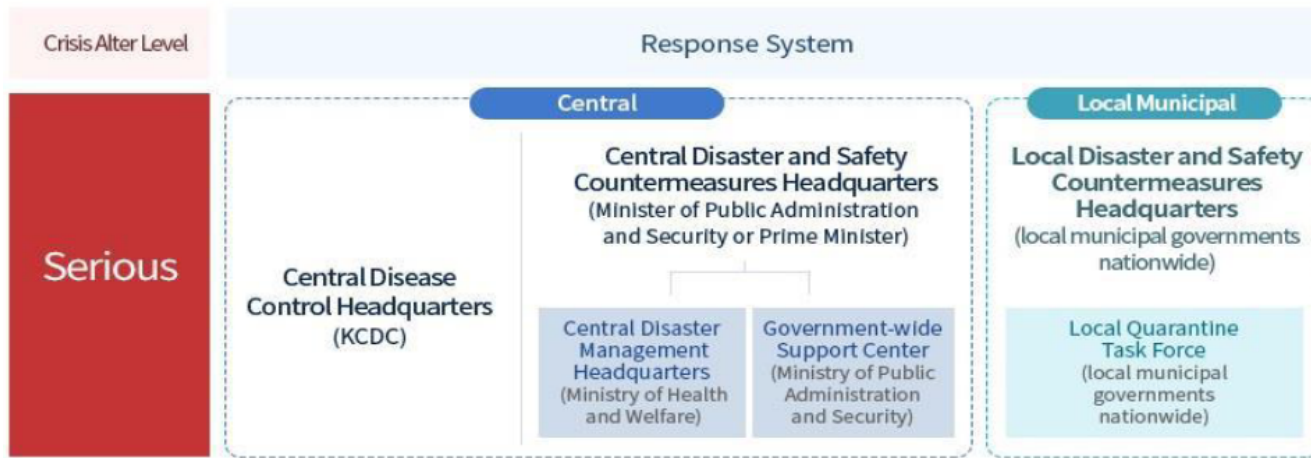 Crisis Alter Level
Response System
Serious
Central
Central Disease
Control Headquarters
(KCDC)
Central Disaster and Safety
Countermeasures Headquarters
(Minister of Public Administration
and Security or Prime Minister)
Central Disaster
Management
Headquarters
(Ministry of Health
and Welfare)
Government-wide
Support Center
(Ministry of Public
Administration
and Security)
Local Municipal
Local Disaster and Safety
Countermeasures
Headquarters
(local municipal governments
nationwide)
Local Quarantine
Task Force
(local municipal
governments
nationwide)